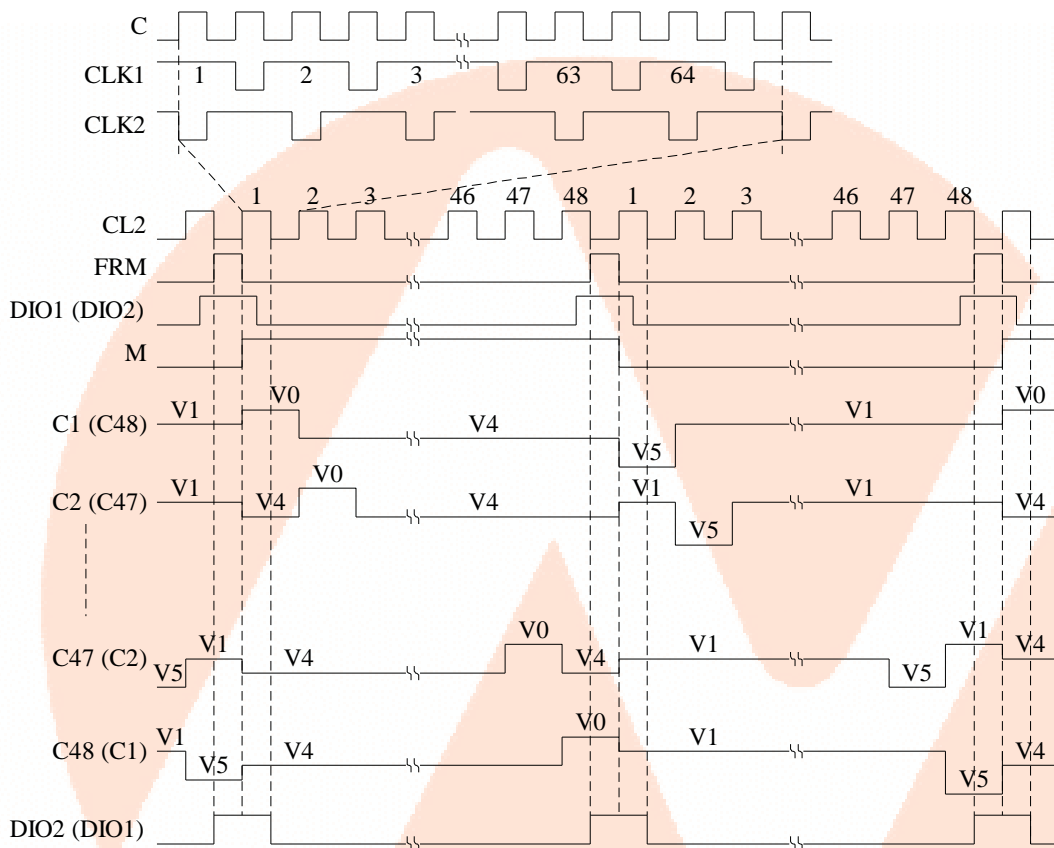 C
CLK1 1 2 3 63 64
CLK2
1 2 3 46 47 48 1 2 3 46 47 48
CL2
FRM
DIO1 (DIO2)
M
V1 V0 V1 V0
C1 (C48) V4
V5
V0
V1 V1 V1
C2 (C47) V4 V4 V4
V5
V0 V1
V1 V1
C47 (C2) V4 V4 V4
V5 V5
V0
V1 V1
C48 (C1) V4 V4
V5 V5
DIO2 (DIO1)